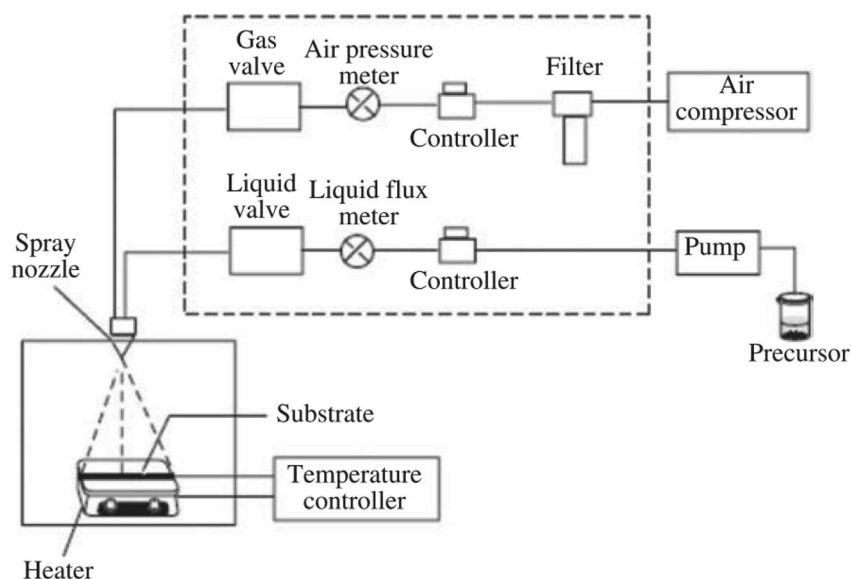 Gas
valve
Air pressure
meter
Controller
Filter
Air
compressor
Liquid
valve
Liquid flux
meter
Controller
Pump
Precursor
Spray
nozzle
Substrate
Temperature
controller
Heater